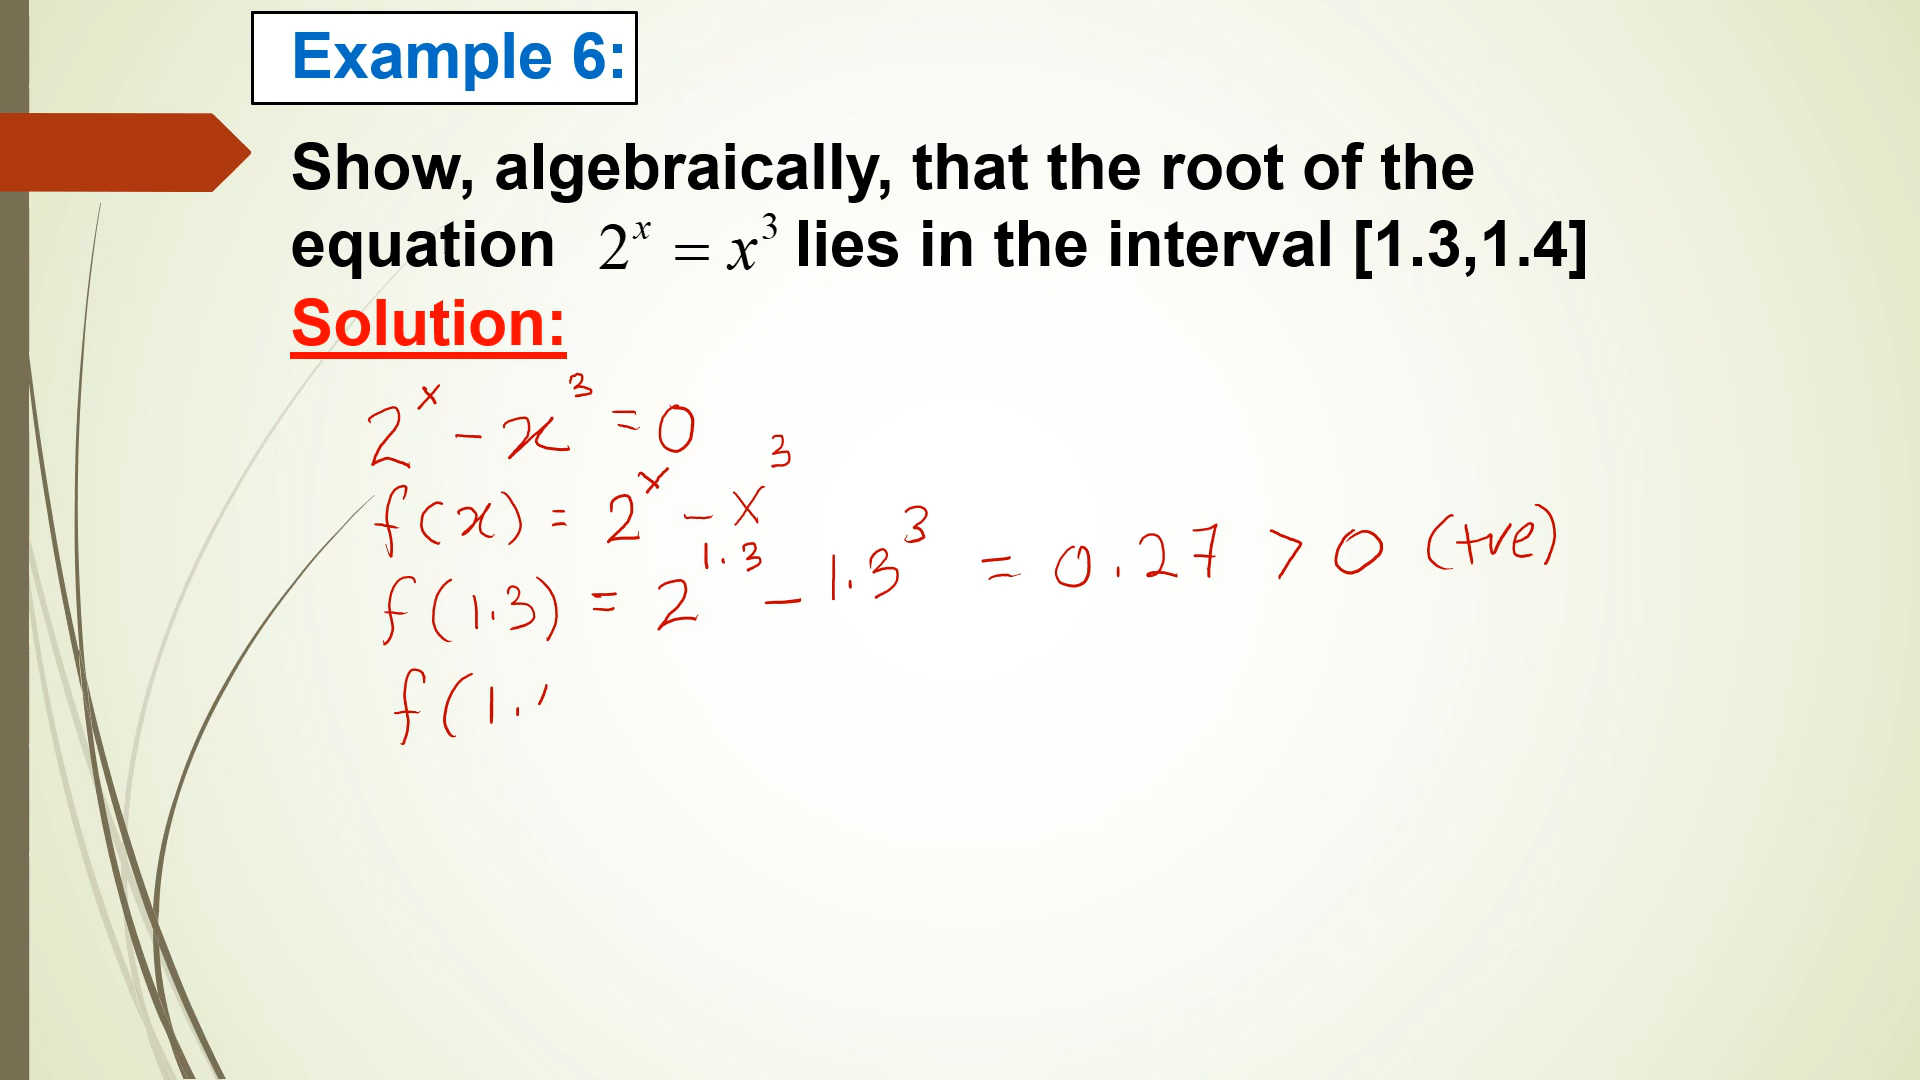 Example 6:
Show, algebraically, that the root of the
equation 2^x = x^3 lies in the interval [1.3,1.4]
Solution:
2^x - x^3 = 0
f(x) = 2^x - x^3
f(1.3) = 2^1.3 - 1.3^3 = 0.27 > 0 (+ve)
f(1.